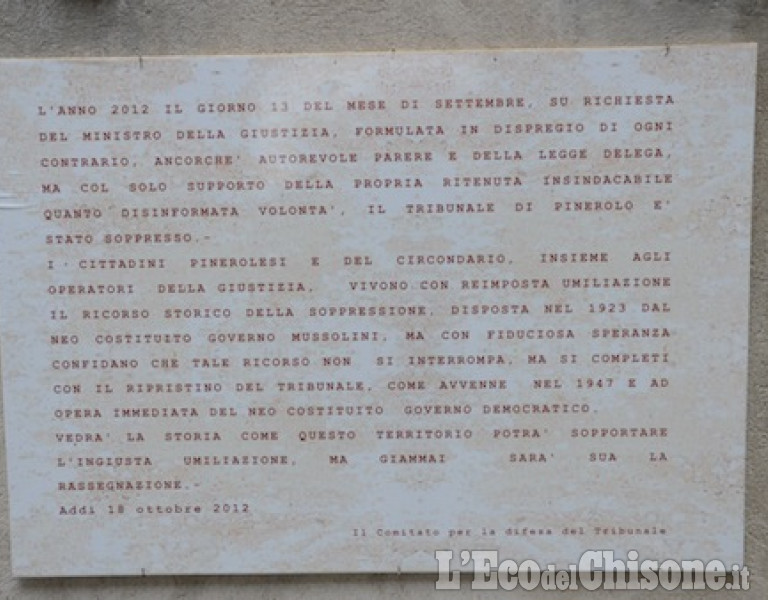 L'ANNO 2012 IL GIORNO 13 DEL MESE DI SETTEMBRE, SU RICHIESTA
DEL MINISTRO DELLA GIUSTIZIA, FORMULATA IN DISPREGIO DI OGNI
CONTRARIO, ANCORCHE' AUTOREVOLE PARERE E DELLA LEGGE DELEGA,
MA COL SOLO SUPPORTO DELLA PROPRIA RITENUTA INSINDACABILE
QUANTO DISINFORMATA VOLONTA', IL TRIBUNALE DI PINEROLO E'
STATO SOPPRESSO.-
I CITTADINI PINEROLESI E DEL CIRCONDARIO, INSIEME AGLI
OPERATORI DELLA GIUSTIZIA, VIVONO CON REIMPOSTA UMILIAZIONE
IL RICORSO STORICO DELLA SOPPRESSIONE, DISPOSTA NEL 1923 DAL
NEO COSTITUITO GOVERNO MUSSOLINI, MA CON FIDUCIOSA SPERANZA
CONFIDANO CHE TALE RICORSO NON SI INTERROMPA, MA SI COMPLETI
CON IL RIPRISTINO DEL TRIBUNALE, COME AVVENNE NEL 1947 E AD
OPERA IMMEDIATA DEL NEO COSTITUITO GOVERNO DEMOCRATICO.
VEDRA' LA STORIA COME QUESTO TERRITORIO POTRA' SOPPORTARE
L'INGIUSTA UMILIAZIONE, MA GIAMMAI SARA' SUA LA
RASSEGNAZIONE.-
Addì 18 ottobre 2012
Il Comitato per la difesa del Tribunale
L'EcodelChisone.it